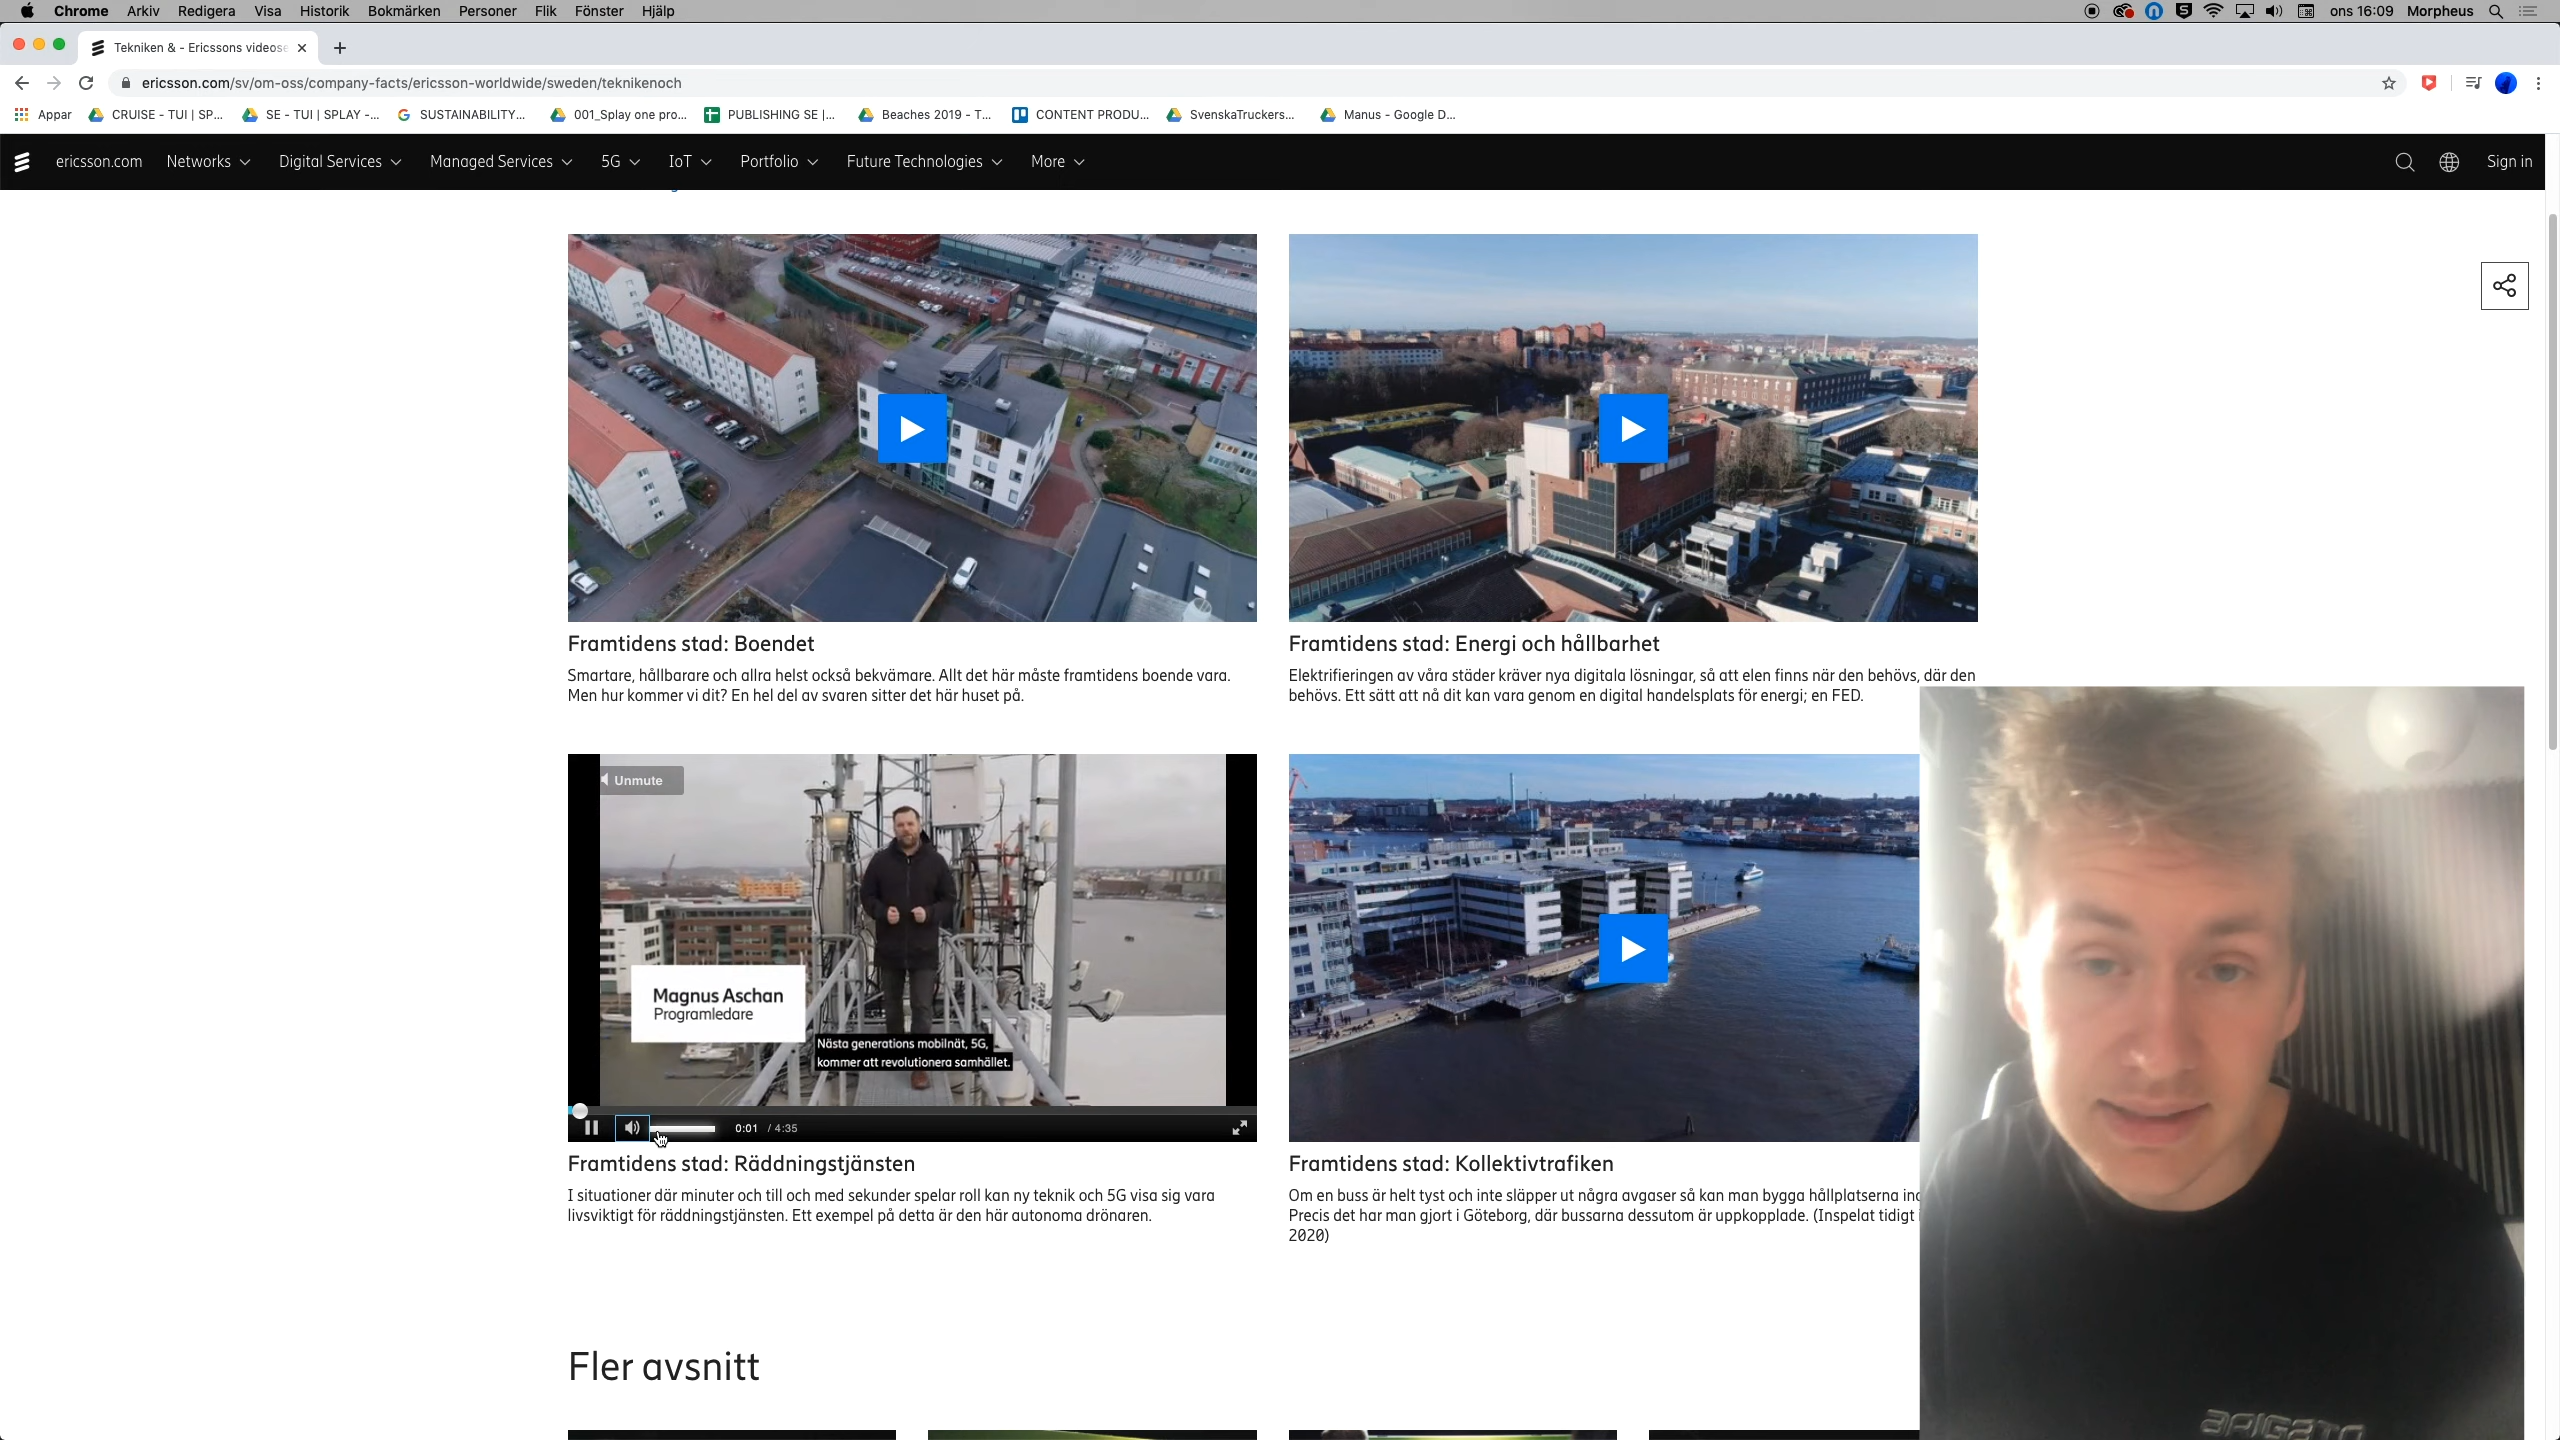 Chrome Arkiv Redigera Visa Historik Bokmärken Personer Flik Fönster Hjälp
ons 16:09 Morpheus
Tekniken & - Ericssons videose
ericsson.com/sv/om-oss/company-facts/ericsson-worldwide/sweden/teknikenoch
Appar CRUISE - TUI | SP... SE - TUI | SPLAY -... SUSTAINABILITY... 001_Splay one pro... PUBLISHING SE |... Beaches 2019 - T... CONTENT PRODU... SvenskaTruckers... Manus - Google D...
ericsson.com Networks Digital Services Managed Services 5G IoT Portfolio Future Technologies More Sign in
Framtidens stad: Boendet
Smartare, hållbarare och allra helst också bekvämare. Allt det här måste framtidens boende vara.
Men hur kommer vi dit? En hel del av svaren sitter det här huset på.
Framtidens stad: Energi och hållbarhet
Elektrifieringen av våra städer kräver nya digitala lösningar, så att elen finns när den behövs, där den
behövs. Ett sätt att nå dit kan vara genom en digital handelsplats för energi; en FED.
Unmute
Magnus Aschan
Programledare
Nästa generations mobilnät, 5G,
kommer att revolutionera samhället.
0:01 / 4:35
Framtidens stad: Räddningstjänsten
I situationer där minuter och till och med sekunder spelar roll kan ny teknik och 5G visa sig vara
livsviktigt för räddningstjänsten. Ett exempel på detta är den här autonoma drönaren.
Framtidens stad: Kollektivtrafiken
Om en buss är helt tyst och inte släpper ut några avgaser så kan man bygga hållplatserna
Precis det har man gjort i Göteborg, där bussarna dessutom är uppkopplade. (Inspelat tidigt
2020)
Fler avsnitt